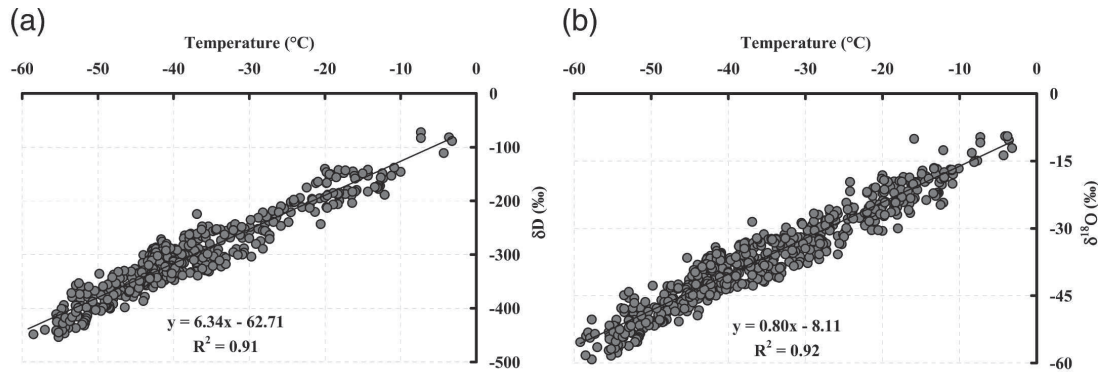 (a)
Temperature (°C)
-60 -50 -40 -30 -20 -10 0
0
-100
-200
-300
-400
-500
δD (‰)
y = 6.34x - 62.71
R² = 0.91
(b)
Temperature (°C)
-60 -50 -40 -30 -20 -10 0
0
-15
-30
-45
-60
δ¹⁸O (‰)
y = 0.80x - 8.11
R² = 0.92